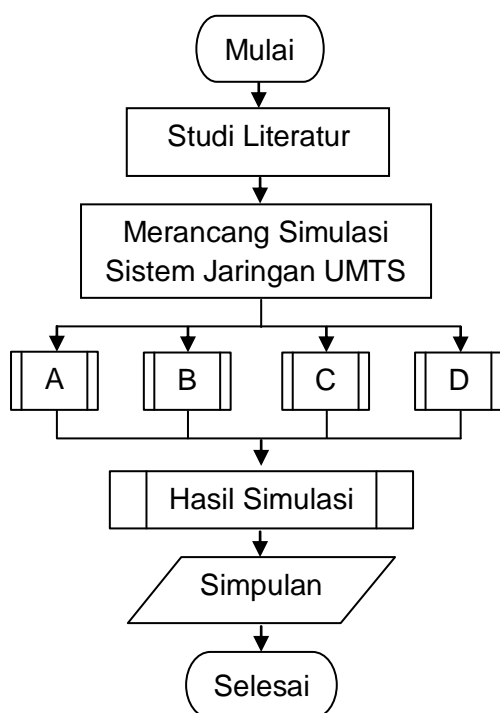 Mulai
Studi Literatur
Merancang Simulasi
Sistem Jaringan UMTS
A B C D
Hasil Simulasi
Simpulan
Selesai